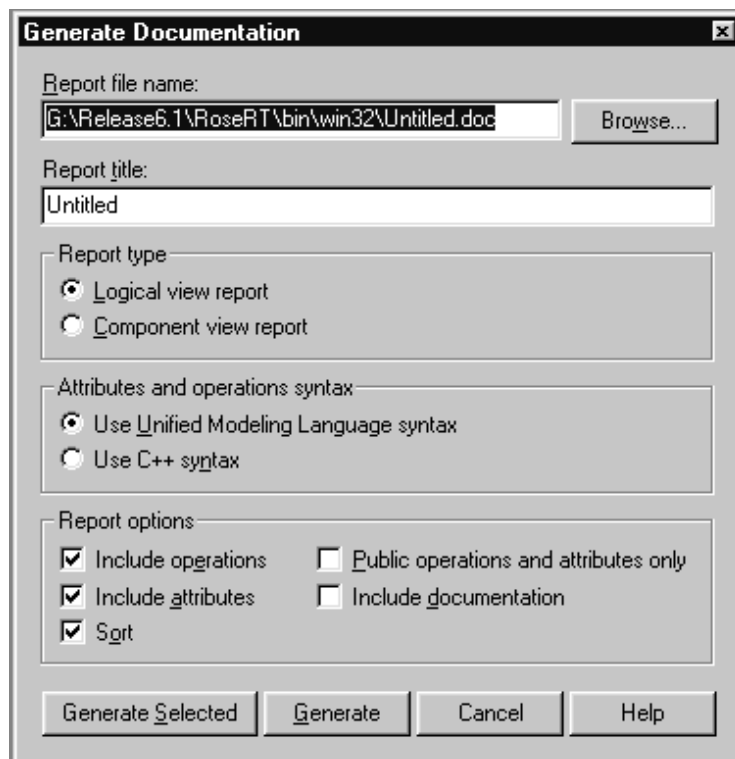 Generate Documentation
Report file name:
G:\Release6.1\RoseRT\bin\win32\Untitled.doc
Browse...
Report title:
Untitled
Report type
Logical view report
Component view report
Attributes and operations syntax
Use Unified Modeling Language syntax
Use C++ syntax
Report options
Include operations
Public operations and attributes only
Include attributes
Include documentation
Sort
Generate Selected
Generate
Cancel
Help